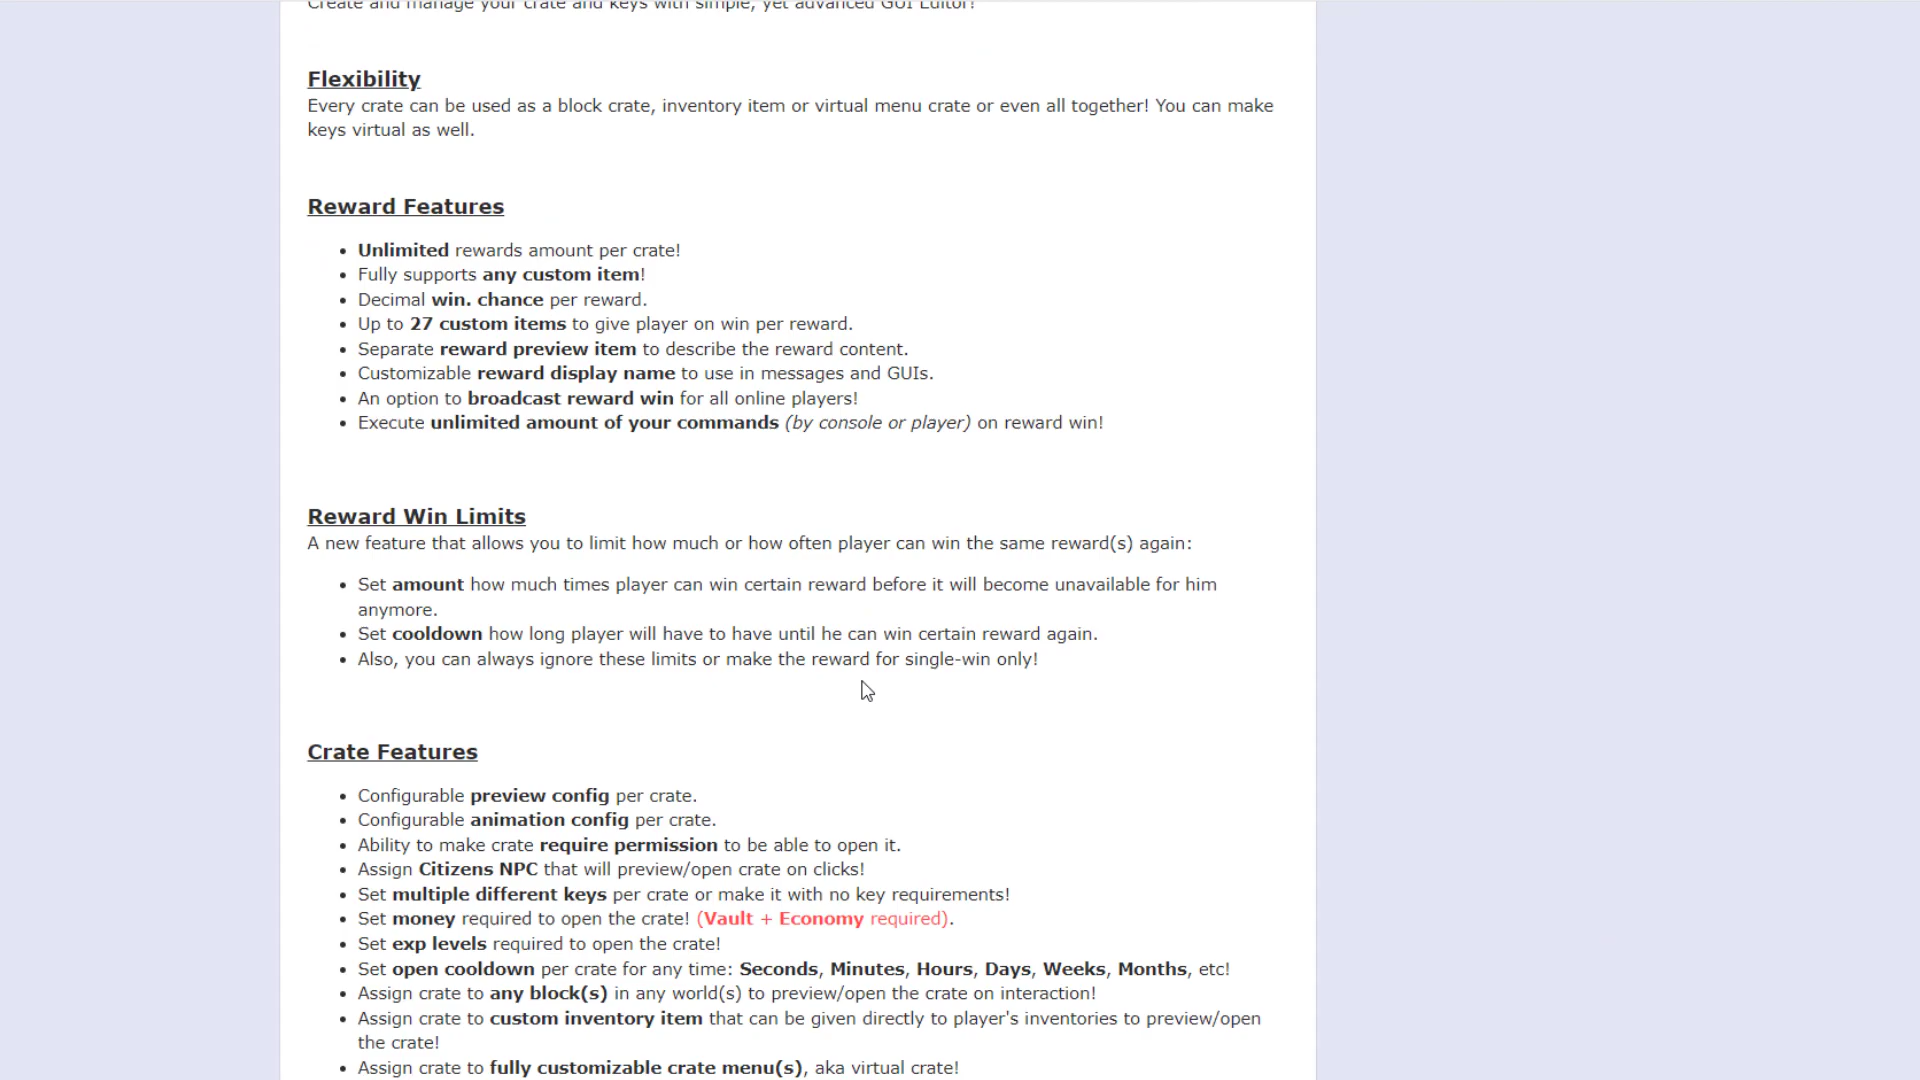 Create and manage your crate and keys with simple, yet advanced GUI Editor!
Flexibility
Every crate can be used as a block crate, inventory item or virtual menu crate or even all together! You can make
keys virtual as well.
Reward Features
• Unlimited rewards amount per crate!
• Fully supports any custom item!
• Decimal win. chance per reward.
• Up to 27 custom items to give player on win per reward.
• Separate reward preview item to describe the reward content.
• Customizable reward display name to use in messages and GUIs.
• An option to broadcast reward win for all online players!
• Execute unlimited amount of your commands (by console or player) on reward win!
Reward Win Limits
A new feature that allows you to limit how much or how often player can win the same reward(s) again:
• Set amount how much times player can win certain reward before it will become unavailable for him
anymore.
• Set cooldown how long player will have to have until he can win certain reward again.
• Also, you can always ignore these limits or make the reward for single-win only!
Crate Features
• Configurable preview config per crate.
• Configurable animation config per crate.
• Ability to make crate require permission to be able to open it.
• Assign Citizens NPC that will preview/open crate on clicks!
• Set multiple different keys per crate or make it with no key requirements!
• Set money required to open the crate! (Vault + Economy required).
• Set exp levels required to open the crate!
• Set open cooldown per crate for any time: Seconds, Minutes, Hours, Days, Weeks, Months, etc!
• Assign crate to any block(s) in any world(s) to preview/open the crate on interaction!
• Assign crate to custom inventory item that can be given directly to player's inventories to preview/open
the crate!
• Assign crate to fully customizable crate menu(s), aka virtual crate!